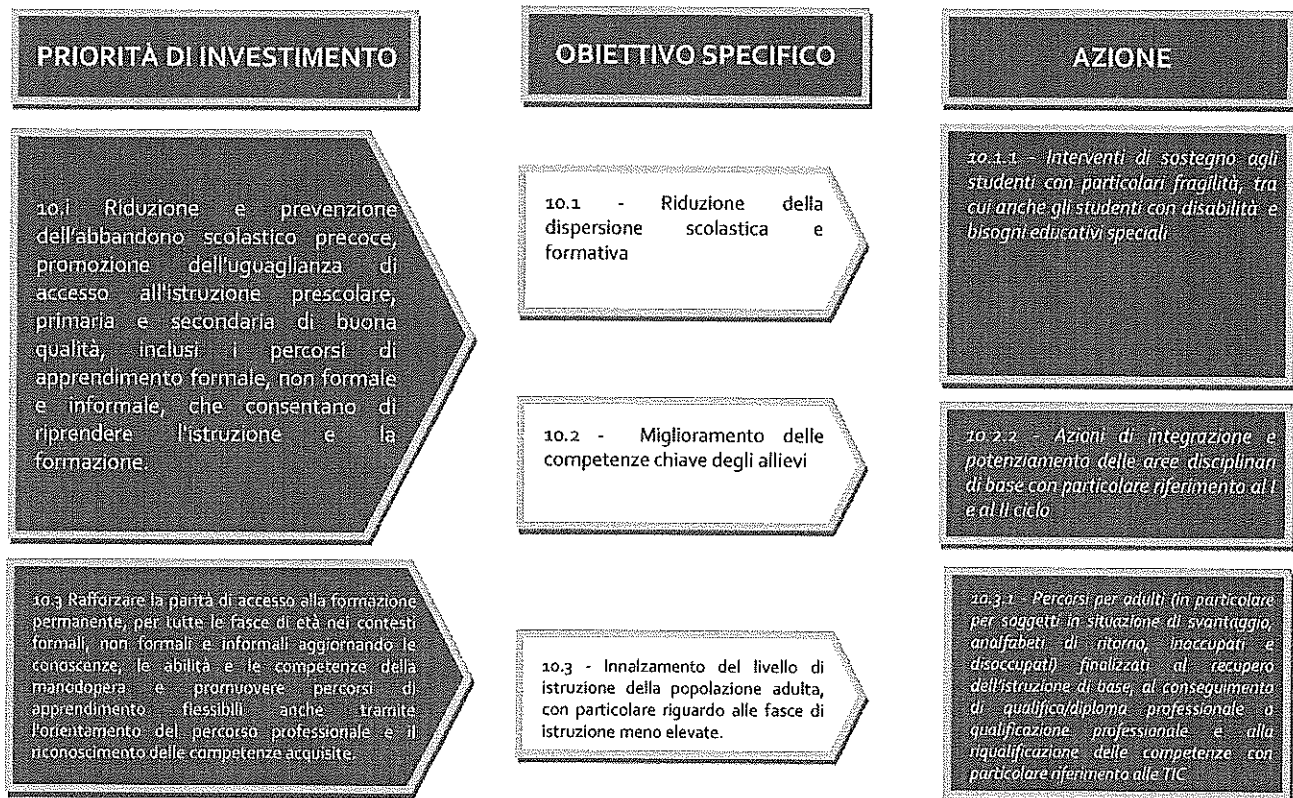 PRIORITÀ DI INVESTIMENTO
OBIETTIVO SPECIFICO
AZIONE
10.i Riduzione e prevenzione
dell'abbandono scolastico precoce,
promozione dell'uguaglianza di
accesso all'istruzione prescolare,
primaria e secondaria di buona
qualità, inclusi i percorsi di
apprendimento formale, non formale
e informale, che consentano di
riprendere l'istruzione e la
formazione.
10.1 - Riduzione della
dispersione scolastica e
formativa
10.1.1 - Interventi di sostegno agli
studenti con particolari fragilità, tra
cui anche gli studenti con disabilità e
bisogni educativi speciali
10.2 - Miglioramento delle
competenze chiave degli allievi
10.2.2 - Azioni di integrazione e
potenziamento delle aree disciplinari
di base con particolare riferimento al I
e al II ciclo
10.3 Rafforzare la parità di accesso alla formazione
permanente, per tutte le fasce di età nei contesti
formali, non formali e informali aggiornando le
conoscenze, le abilità e le competenze della
manodopera e promuovere percorsi di
apprendimento flessibili anche tramite
l'orientamento del percorso professionale e il
riconoscimento delle competenze acquisite.
10.3 - Innalzamento del livello di
istruzione della popolazione adulta,
con particolare riguardo alle fasce di
istruzione meno elevate.
10.3.1 - Percorsi per adulti (in particolare
per soggetti in situazione di svantaggio,
analfabeti di ritorno, inoccupati e
disoccupati) finalizzati al recupero
dell'istruzione di base, al conseguimento
di qualifica/diploma professionale o
qualificazione professionale e alla
riqualificazione delle competenze con
particolare riferimento alle TIC